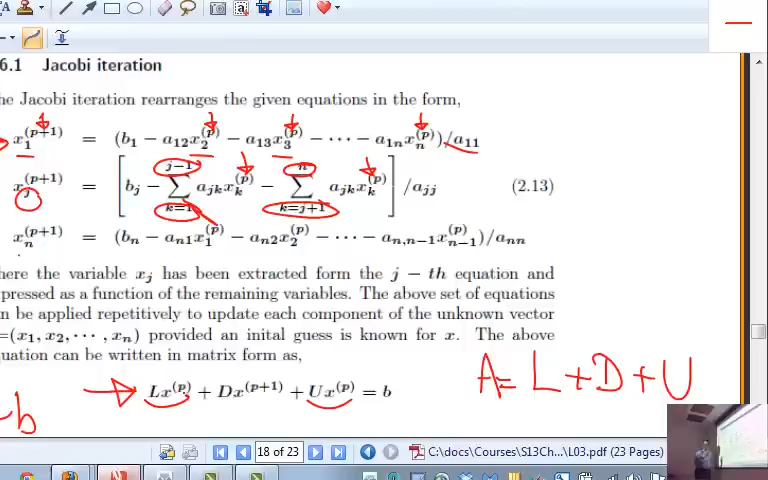 6.1 Jacobi iteration
he Jacobi iteration rearranges the given equations in the form,
x_1^{(p+1)} = (b_1 − a_{12}x_2^{(p)} − a_{13}x_3^{(p)} − ··· − a_{1n}x_n^{(p)})/a_{11}
x_j^{(p+1)} = [b_j − ∑_{k=1}^{j−1} a_{jk}x_k^{(p)} − ∑_{k=j+1}^{n} a_{jk}x_k^{(p)}] /a_{jj} (2.13)
x_n^{(p+1)} = (b_n − a_{n1}x_1^{(p)} − a_{n2}x_2^{(p)} − ··· − a_{n,n−1}x_{n−1}^{(p)})/a_{nn}
here the variable x_j has been extracted form the j − th equation and
pressed as a function of the remaining variables. The above set of equations
n be applied repetitively to update each component of the unknown vector
=(x_1, x_2, ··· , x_n) provided an inital guess is known for x. The above
uation can be written in matrix form as,
Lx^{(p)} + Dx^{(p+1)} + Ux^{(p)} = b
A = L + D + U
b
18 of 23
C:\docs\Courses\S13Ch...\L03.pdf (23 Pages)